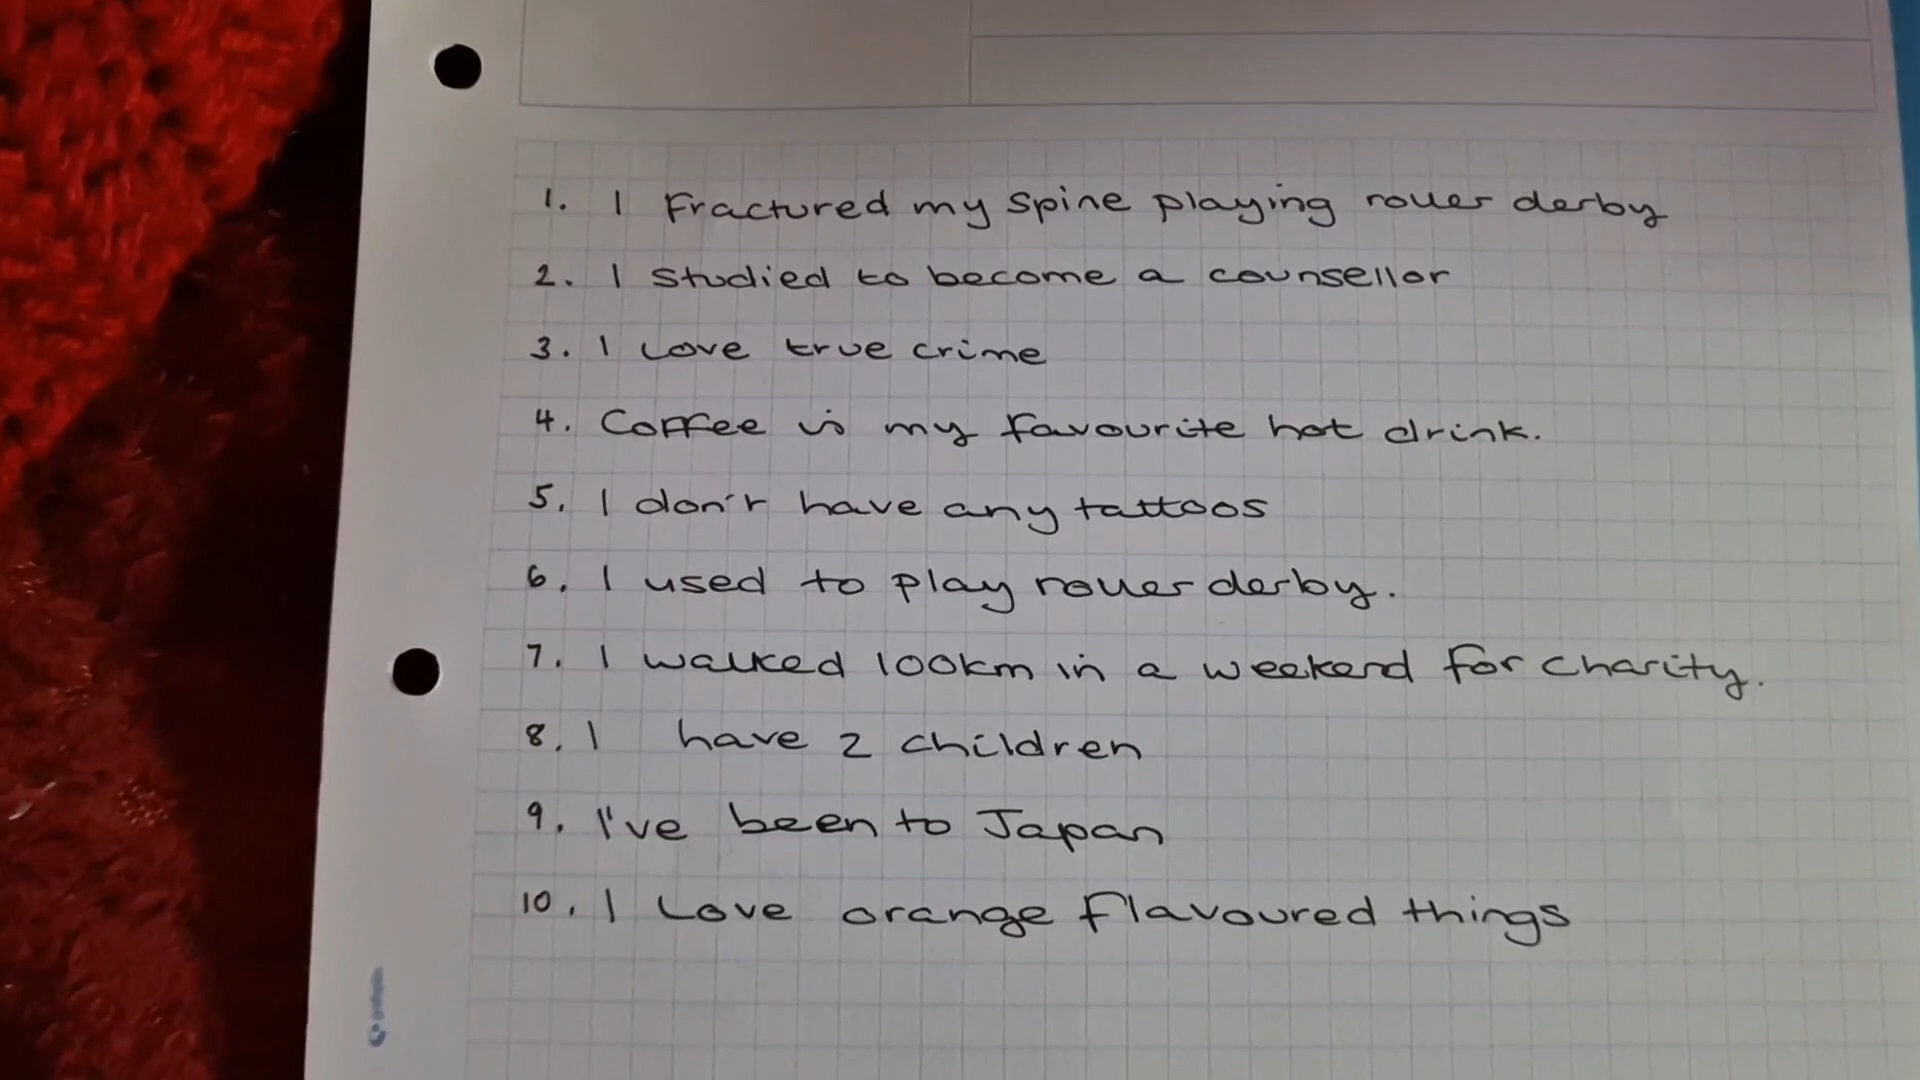 1. I Fractured my spine playing roller derby
2. I studied to become a counsellor
3. I Love true crime
4. Coffee is my favourite hot drink.
5. I don't have any tattoos
6. I used to play roller derby.
7. I walked 100km in a weekend for charity.
8. I have 2 children
9. I've been to Japan
10. I Love orange flavoured things